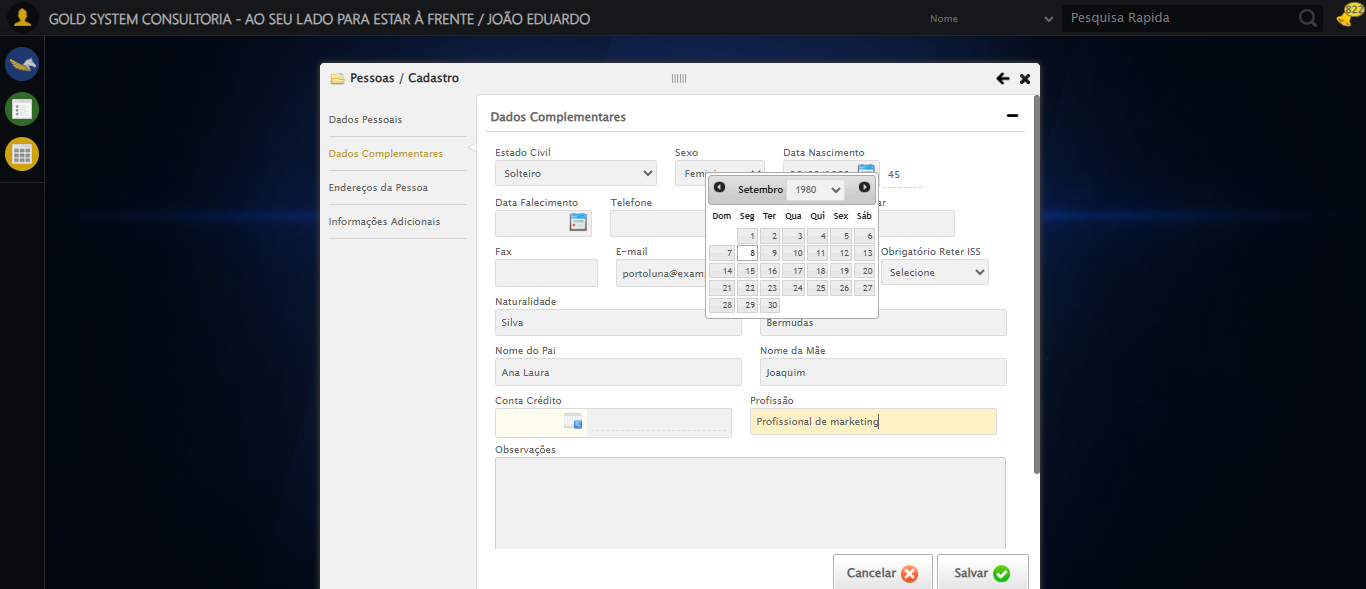 GOLD SYSTEM CONSULTORIA - AO SEU LADO PARA ESTAR À FRENTE / JOÃO EDUARDO
Nome
Pesquisa Rapida
822
Pessoas / Cadastro
Dados Pessoais
Dados Complementares
Endereços da Pessoa
Informações Adicionais
Dados Complementares
Estado Civil
Sexo
Data Nascimento
Solteiro
45
Data Falecimento
Telefone
Setembro 1980
Dom Seg Ter Qua Qui Sex Sáb
1 2 3 4 5 6
7 8 9 10 11 12 13
14 15 16 17 18 19 20
21 22 23 24 25 26 27
28 29 30
Fax
E-mail
Obrigatório Reter ISS
portoluna@exam
Selecione
Naturalidade
Silva
Bermudas
Nome do Pai
Nome da Mãe
Ana Laura
Joaquim
Conta Crédito
Profissão
Profissional de marketing
Observações
Cancelar
Salvar